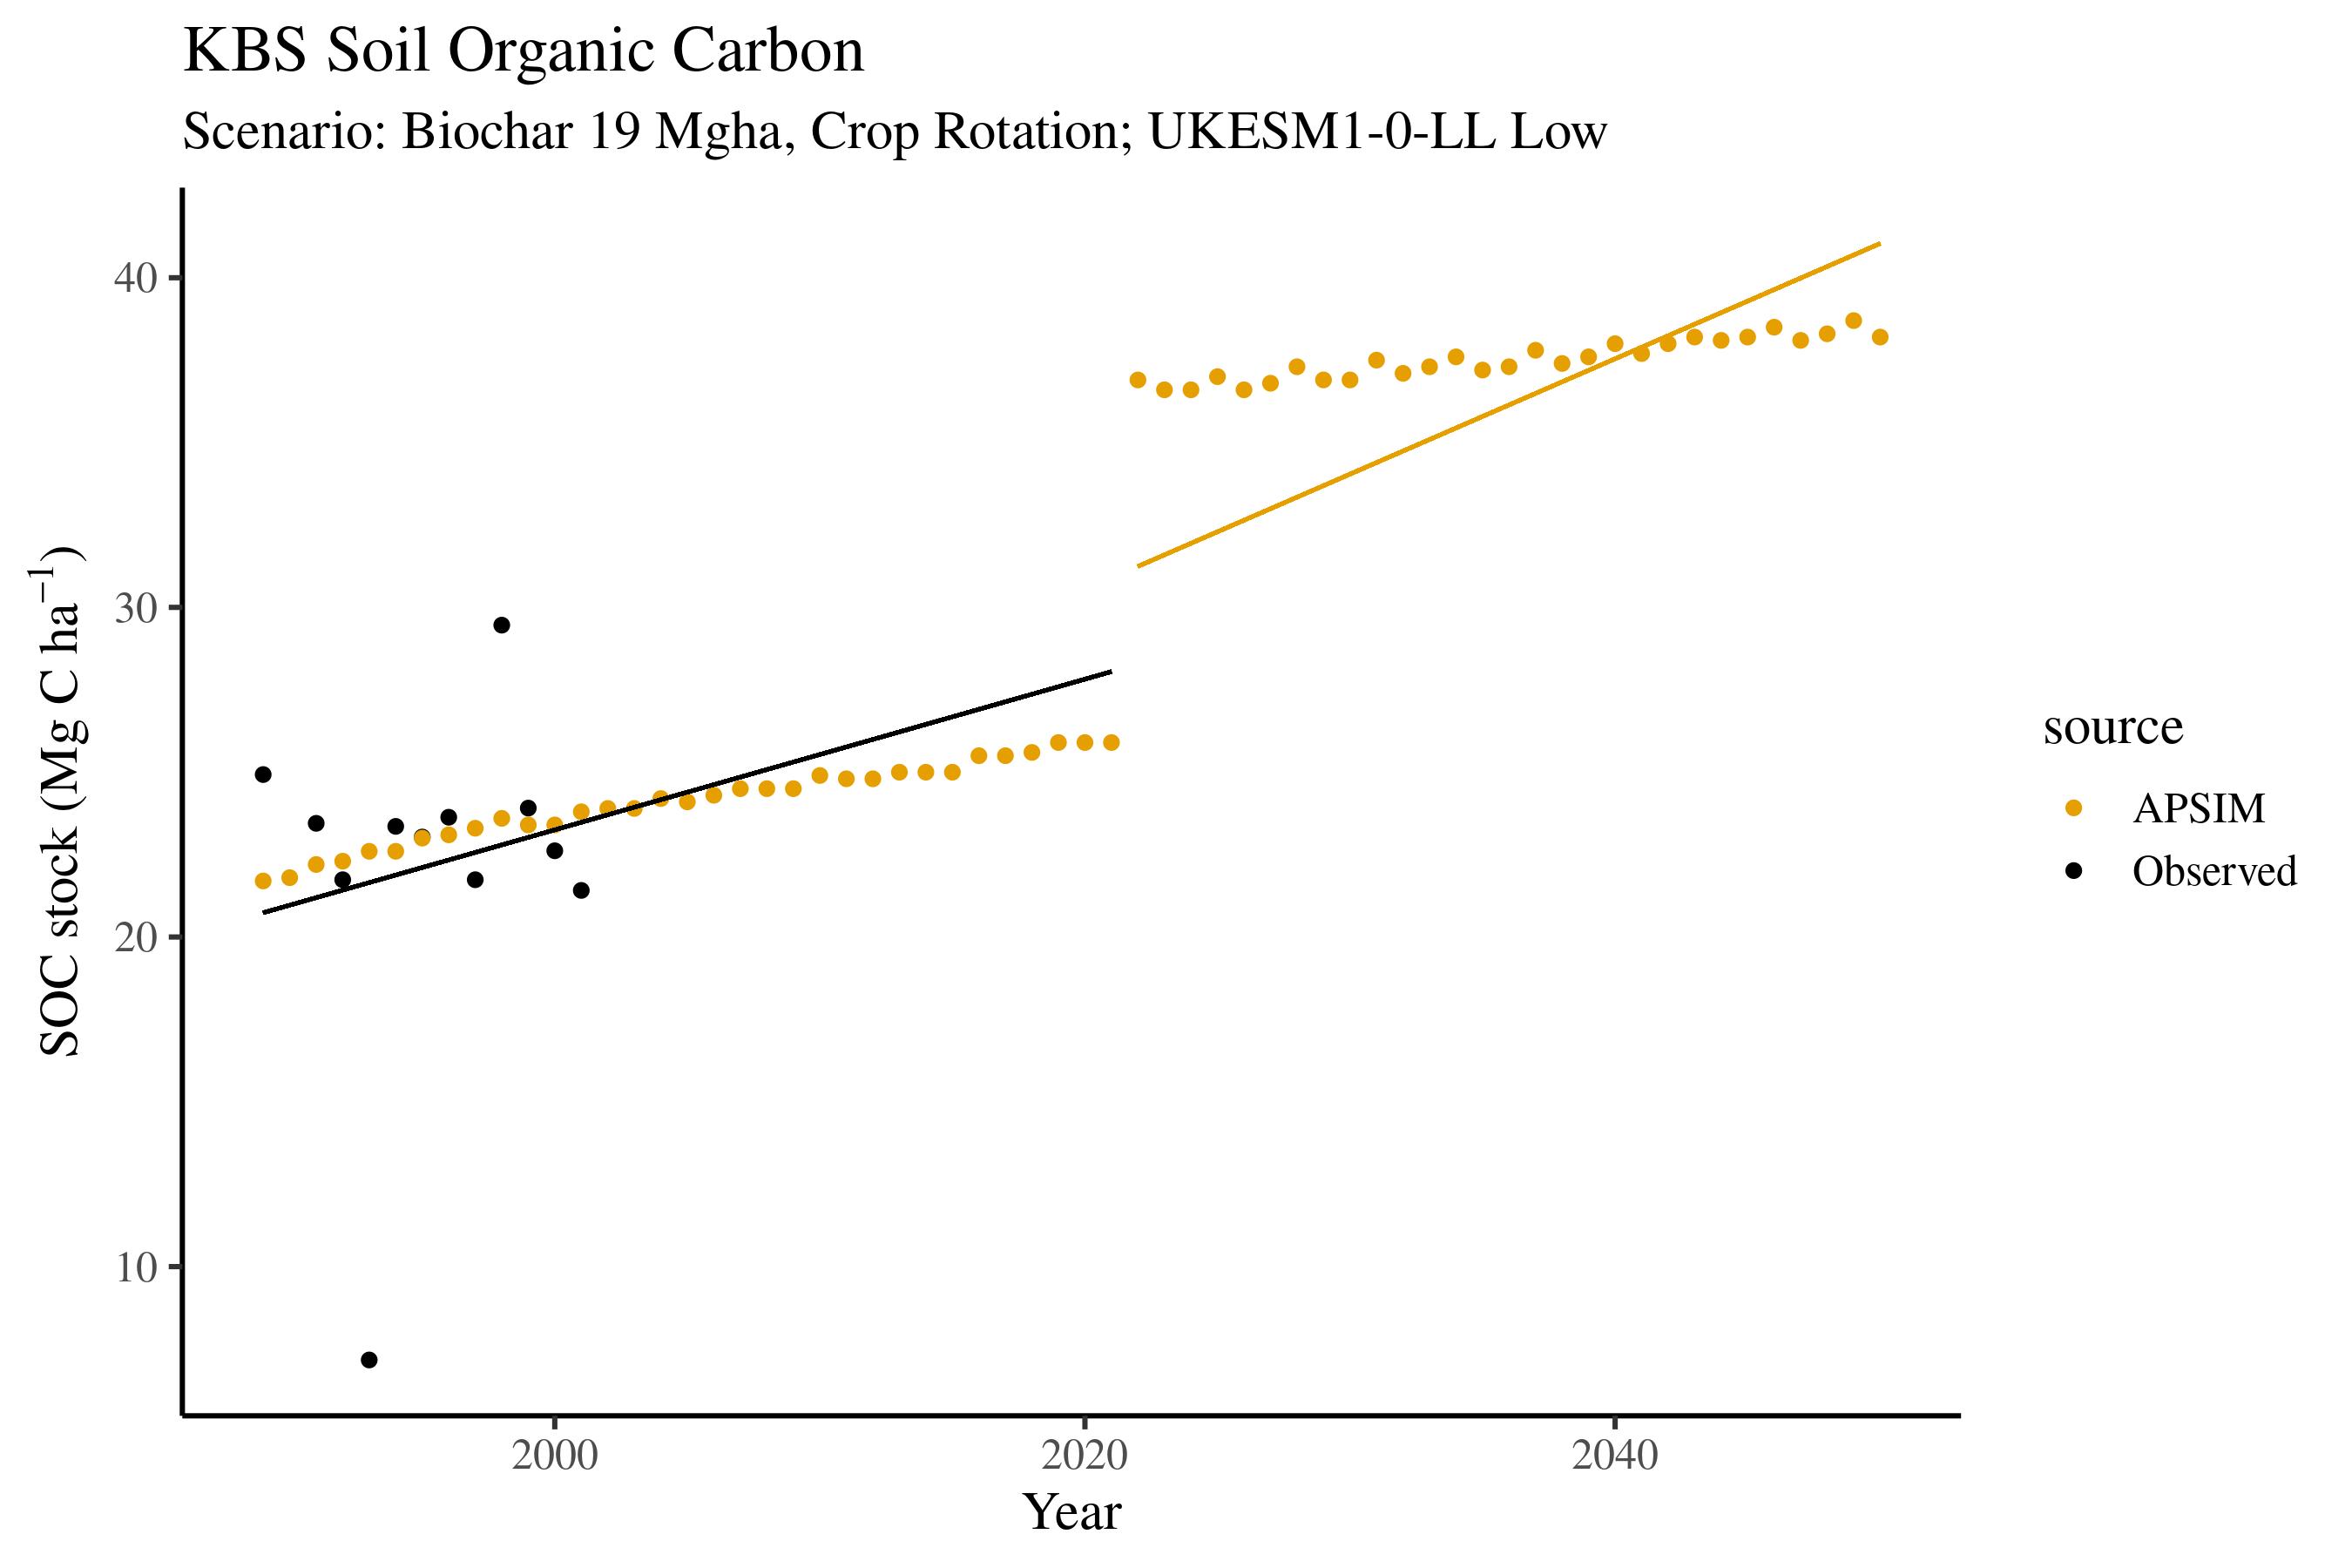 KBS Soil Organic Carbon
Scenario: Biochar 19 Mgha, Crop Rotation; UKESM1-0-LL Low
SOC stock (Mg C ha⁻¹)
40
30
20
10
2000
2020
2040
Year
source
APSIM
Observed